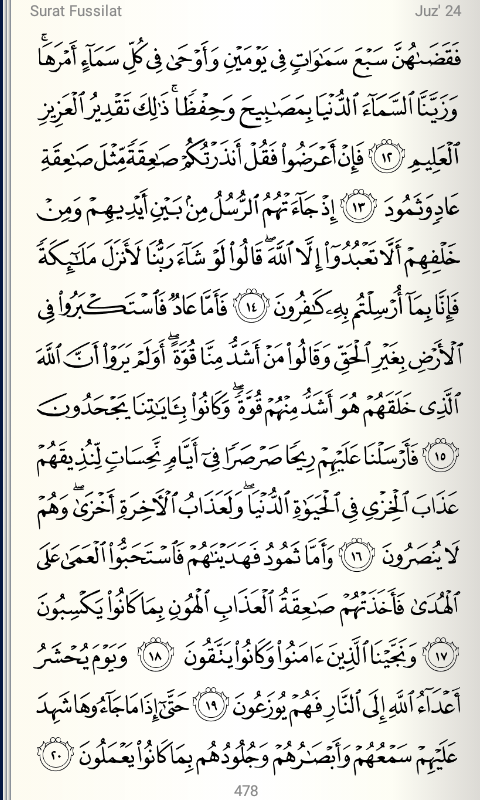 Surat Fussilat
Juz' 24
فَقَضَىٰهُنَّ سَبْعَ سَمَٰوَاتٍ فِى يَوْمَيْنِ وَأَوْحَىٰ فِى كُلِّ سَمَآءٍ أَمْرَهَا ۚ
وَزَيَّنَّا ٱلسَّمَآءَ ٱلدُّنْيَا بِمَصَٰبِيحَ وَحِفْظًا ۚ ذَٰلِكَ تَقْدِيرُ ٱلْعَزِيزِ
ٱلْعَلِيمِ ١٢ فَإِنْ أَعْرَضُوا۟ فَقُلْ أَنذَرْتُكُمْ صَٰعِقَةً مِّثْلَ صَٰعِقَةِ
عَادٍ وَثَمُودَ ١٣ إِذْ جَآءَتْهُمُ ٱلرُّسُلُ مِنۢ بَيْنِ أَيْدِيهِمْ وَمِنْ
خَلْفِهِمْ أَلَّا تَعْبُدُوٓا۟ إِلَّا ٱللَّهَ ۖ قَالُوا۟ لَوْ شَآءَ رَبُّنَا لَأَنزَلَ مَلَٰٓئِكَةً
فَإِنَّا بِمَآ أُرْسِلْتُم بِهِۦ كَٰفِرُونَ ١٤ فَأَمَّا عَادٌ فَٱسْتَكْبَرُوا۟ فِى
ٱلْأَرْضِ بِغَيْرِ ٱلْحَقِّ وَقَالُوا۟ مَنْ أَشَدُّ مِنَّا قُوَّةً ۖ أَوَلَمْ يَرَوْا۟ أَنَّ ٱللَّهَ
ٱلَّذِى خَلَقَهُمْ هُوَ أَشَدُّ مِنْهُمْ قُوَّةً ۖ وَكَانُوا۟ بِـَٔايَٰتِنَا يَجْحَدُونَ
١٥ فَأَرْسَلْنَا عَلَيْهِمْ رِيحًا صَرْصَرًا فِىٓ أَيَّامٍ نَّحِسَاتٍ لِّنُذِيقَهُمْ
عَذَابَ ٱلْخِزْىِ فِى ٱلْحَيَوٰةِ ٱلدُّنْيَا ۖ وَلَعَذَابُ ٱلْءَاخِرَةِ أَخْزَىٰ ۖ وَهُمْ
لَا يُنصَرُونَ ١٦ وَأَمَّا ثَمُودُ فَهَدَيْنَٰهُمْ فَٱسْتَحَبُّوا۟ ٱلْعَمَىٰ عَلَى
ٱلْهُدَىٰ فَأَخَذَتْهُمْ صَٰعِقَةُ ٱلْعَذَابِ ٱلْهُونِ بِمَا كَانُوا۟ يَكْسِبُونَ
١٧ وَنَجَّيْنَا ٱلَّذِينَ ءَامَنُوا۟ وَكَانُوا۟ يَتَّقُونَ ١٨ وَيَوْمَ يُحْشَرُ
أَعْدَآءُ ٱللَّهِ إِلَى ٱلنَّارِ فَهُمْ يُوزَعُونَ ١٩ حَتَّىٰٓ إِذَا مَا جَآءُوهَا شَهِدَ
عَلَيْهِمْ سَمْعُهُمْ وَأَبْصَٰرُهُمْ وَجُلُودُهُم بِمَا كَانُوا۟ يَعْمَلُونَ ٢٠
478